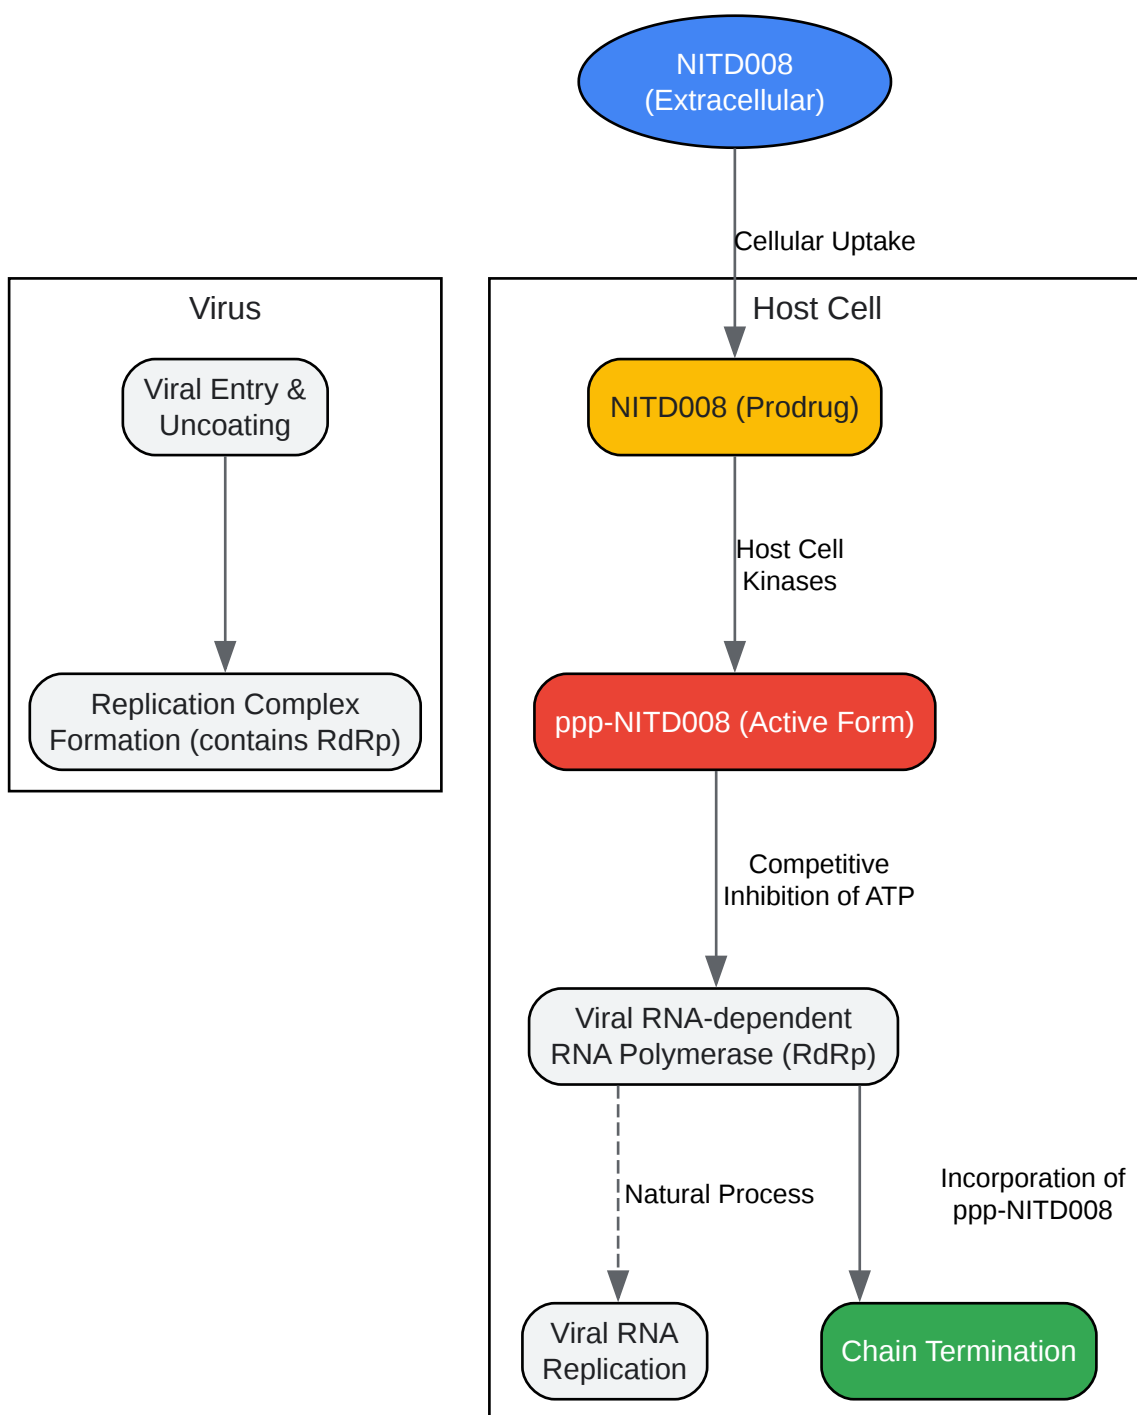 NITD008
(Extracellular)
Cellular Uptake
Virus
Viral Entry &
Uncoating
Replication Complex
Formation (contains RdRp)
Host Cell
NITD008 (Prodrug)
Host Cell
Kinases
ppp-NITD008 (Active Form)
Competitive
Inhibition of ATP
Viral RNA-dependent
RNA Polymerase (RdRp)
Natural Process
Incorporation of
ppp-NITD008
Viral RNA
Replication
Chain Termination